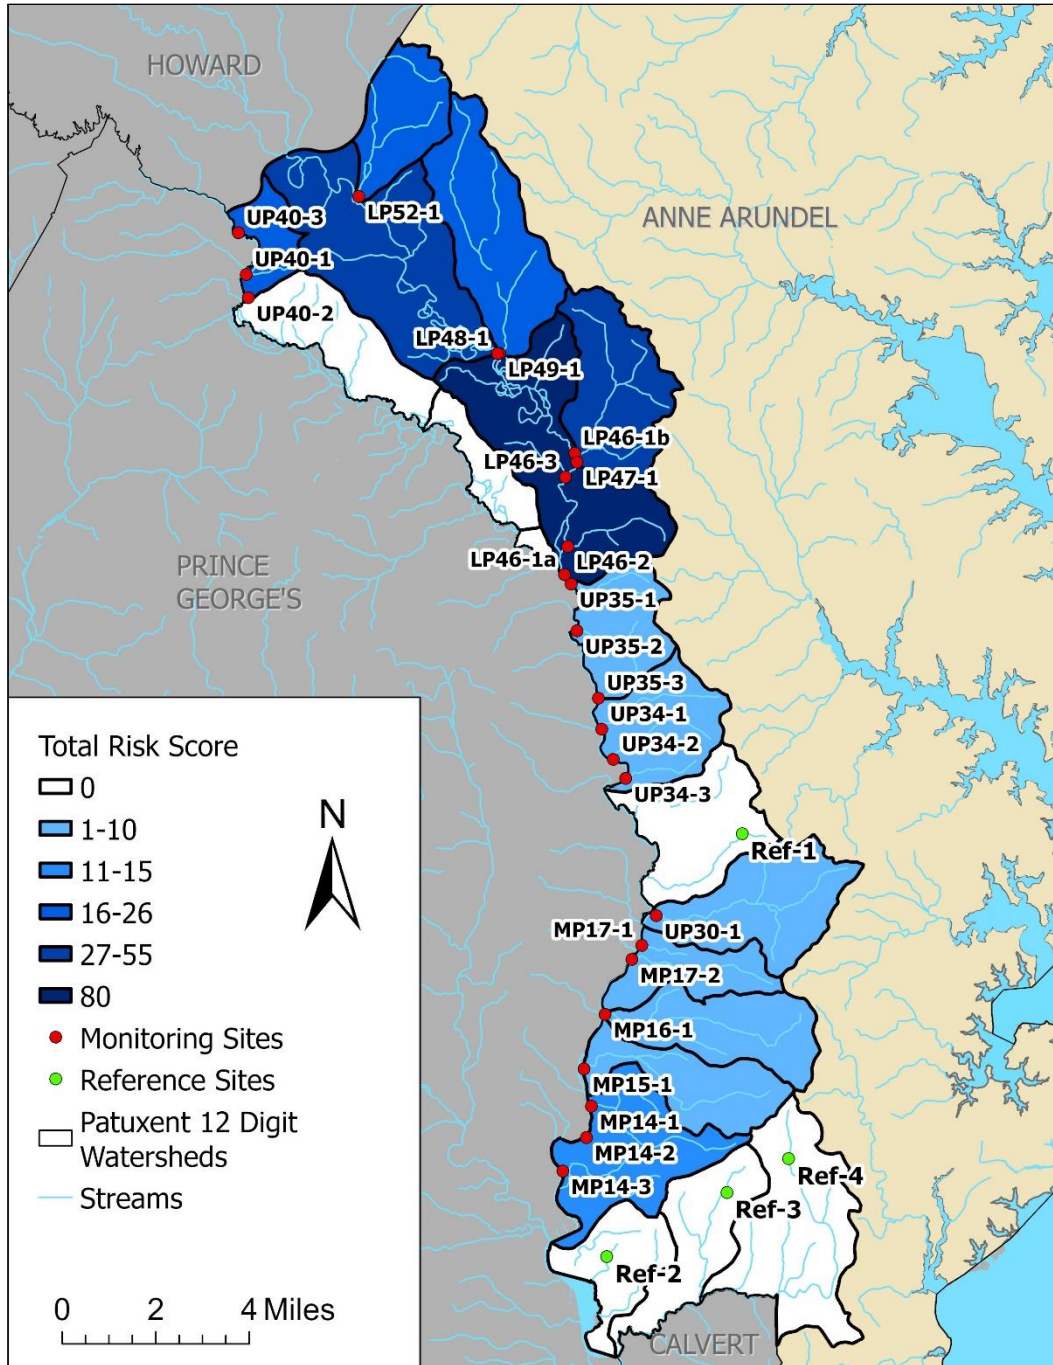 HOWARD
ANNE ARUNDEL
UP40-3
LP52-1
UP40-1
UP40-2
LP48-1
LP49-1
LP46-1b
LP46-3
LP47-1
LP46-1a
LP46-2
PRINCE
GEORGE'S
UP35-1
UP35-2
UP35-3
UP34-1
UP34-2
UP34-3
Ref-1
UP30-1
MP17-1
MP17-2
MP16-1
MP15-1
MP14-1
MP14-2
MP14-3
Ref-4
Ref-3
Ref-2
CALVERT
Total Risk Score
0
1-10
11-15
16-26
27-55
80
Monitoring Sites
Reference Sites
Patuxent 12 Digit
Watersheds
Streams
N
0 2 4 Miles